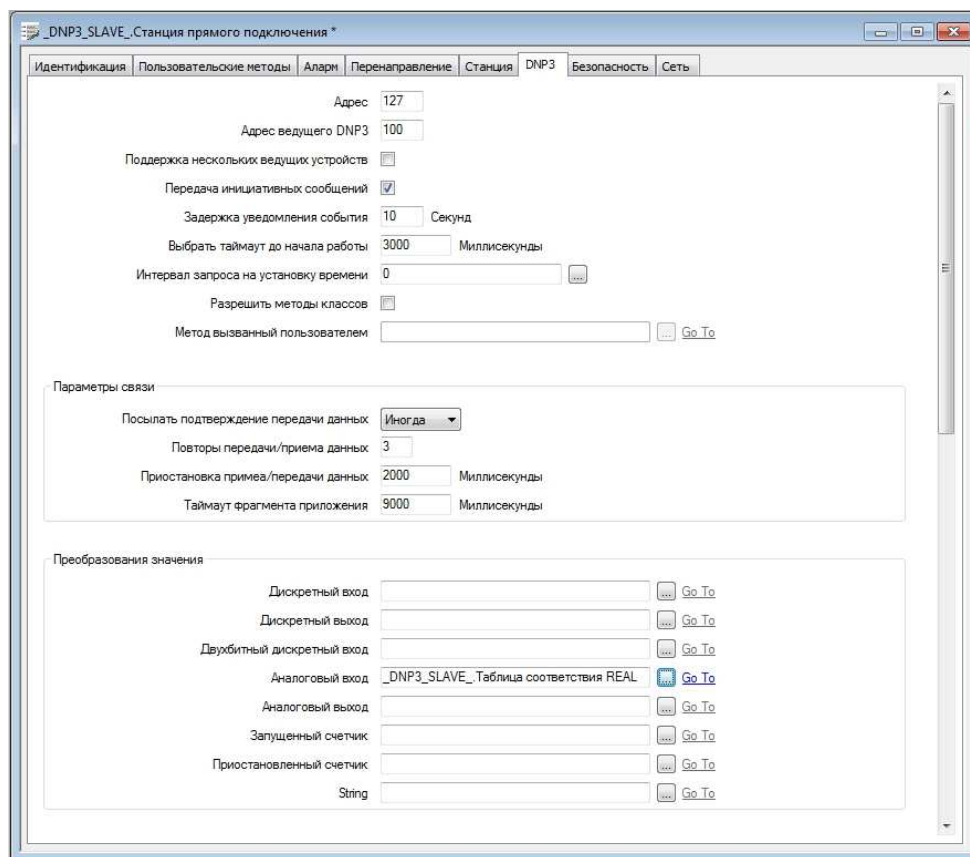 _DNP3_SLAVE_.Станция прямого подключения *
Идентификация Пользовательские методы Аларм Перенаправление Станция DNP3 Безопасность Сеть
Адрес 127
Адрес ведущего DNP3 100
Поддержка нескольких ведущих устройств
Передача инициативных сообщений
Задержка уведомления события 10 Секунд
Выбрать таймаут до начала работы 3000 Миллисекунды
Интервал запроса на установку времени 0 ...
Разрешить методы классов
Метод вызванный пользователем ... Go To
Параметры связи
Посылать подтверждение передачи данных Иногда
Повторы передачи/приема данных 3
Приостановка примеа/передачи данных 2000 Миллисекунды
Таймаут фрагмента приложения 9000 Миллисекунды
Преобразования значения
Дискретный вход ... Go To
Дискретный выход ... Go To
Двухбитный дискретный вход ... Go To
Аналоговый вход _DNP3_SLAVE_.Таблица соответствия REAL ... Go To
Аналоговый выход ... Go To
Запущенный счетчик ... Go To
Приостановленный счетчик ... Go To
String ... Go To